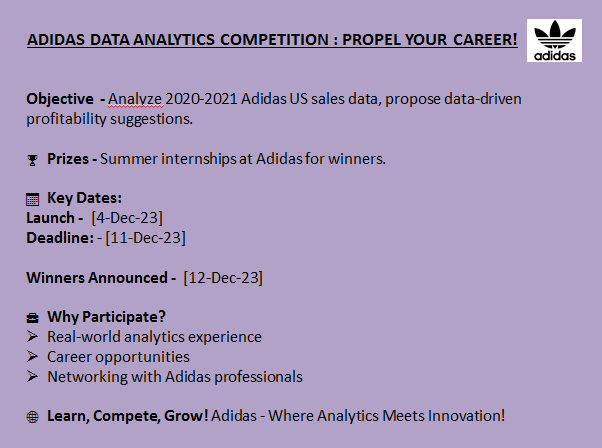 ADIDAS DATA ANALYTICS COMPETITION : PROPEL YOUR CAREER!
adidas
Objective - Analyze 2020-2021 Adidas US sales data, propose data-driven
profitability suggestions.
Prizes - Summer internships at Adidas for winners.
Key Dates:
Launch - [4-Dec-23]
Deadline: - [11-Dec-23]
Winners Announced - [12-Dec-23]
Why Participate?
Real-world analytics experience
Career opportunities
Networking with Adidas professionals
Learn, Compete, Grow! Adidas - Where Analytics Meets Innovation!